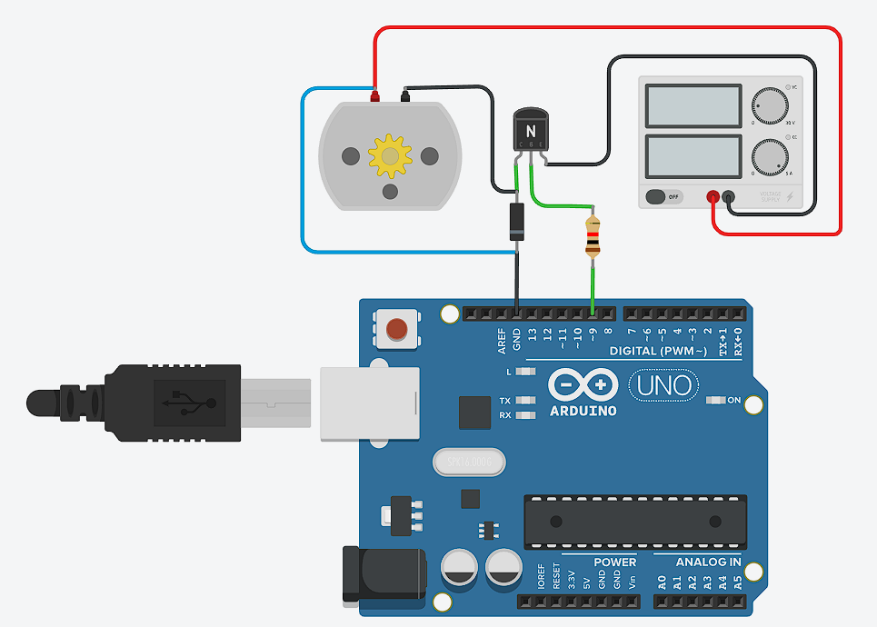 N
C B E
OFF
AREF
GND
13
12
~11
~10
~9
8
7
~6
~5
4
~3
2
TX→1
RX←0
DIGITAL (PWM~)
L
TX
RX
ARDUINO
UNO
ON
POWER
ANALOG IN
IOREF
RESET
3.3V
5V
GND
GND
Vin
A0
A1
A2
A3
A4
A5